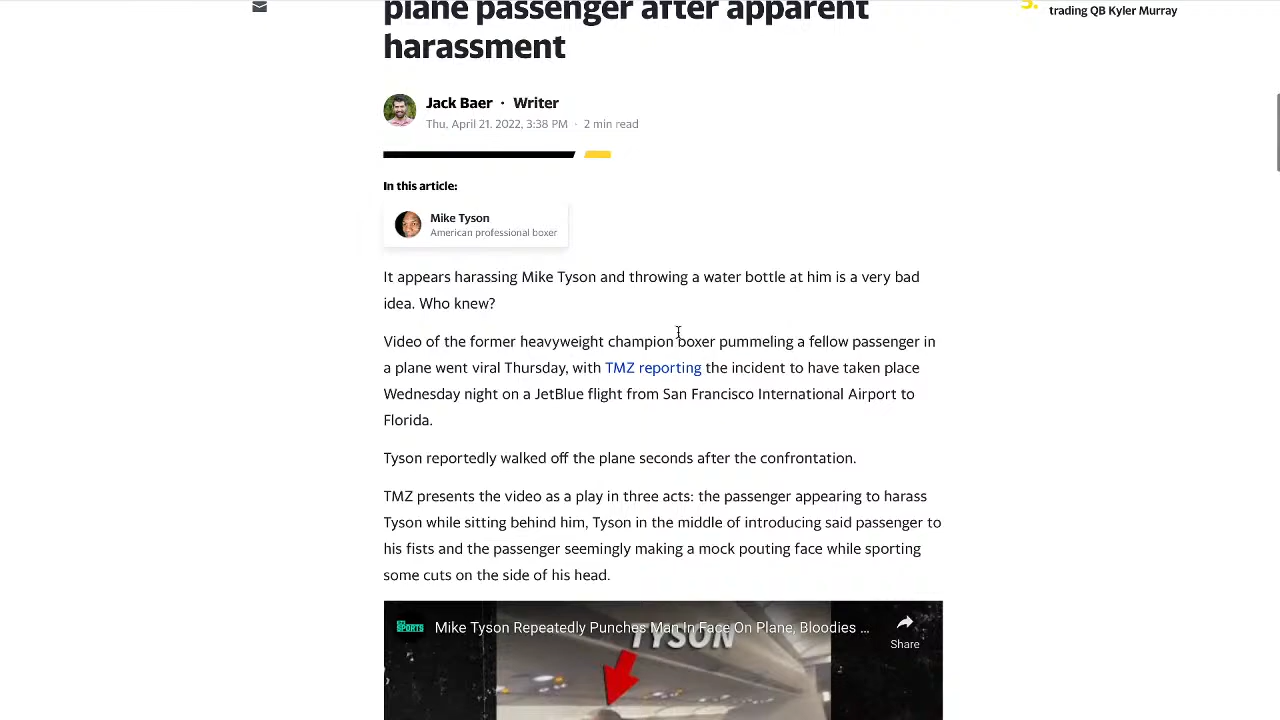 plane passenger after apparent
harassment
5.
trading QB Kyler Murray
Jack Baer · Writer
Thu, April 21, 2022, 3:38 PM · 2 min read
In this article:
Mike Tyson
American professional boxer
It appears harassing Mike Tyson and throwing a water bottle at him is a very bad
idea. Who knew?
Video of the former heavyweight champion boxer pummeling a fellow passenger in
a plane went viral Thursday, with TMZ reporting the incident to have taken place
Wednesday night on a JetBlue flight from San Francisco International Airport to
Florida.
Tyson reportedly walked off the plane seconds after the confrontation.
TMZ presents the video as a play in three acts: the passenger appearing to harass
Tyson while sitting behind him, Tyson in the middle of introducing said passenger to
his fists and the passenger seemingly making a mock pouting face while sporting
some cuts on the side of his head.
SPORTS
Mike Tyson Repeatedly Punches Man In Face On Plane, Bloodies ...
TYSON
Share